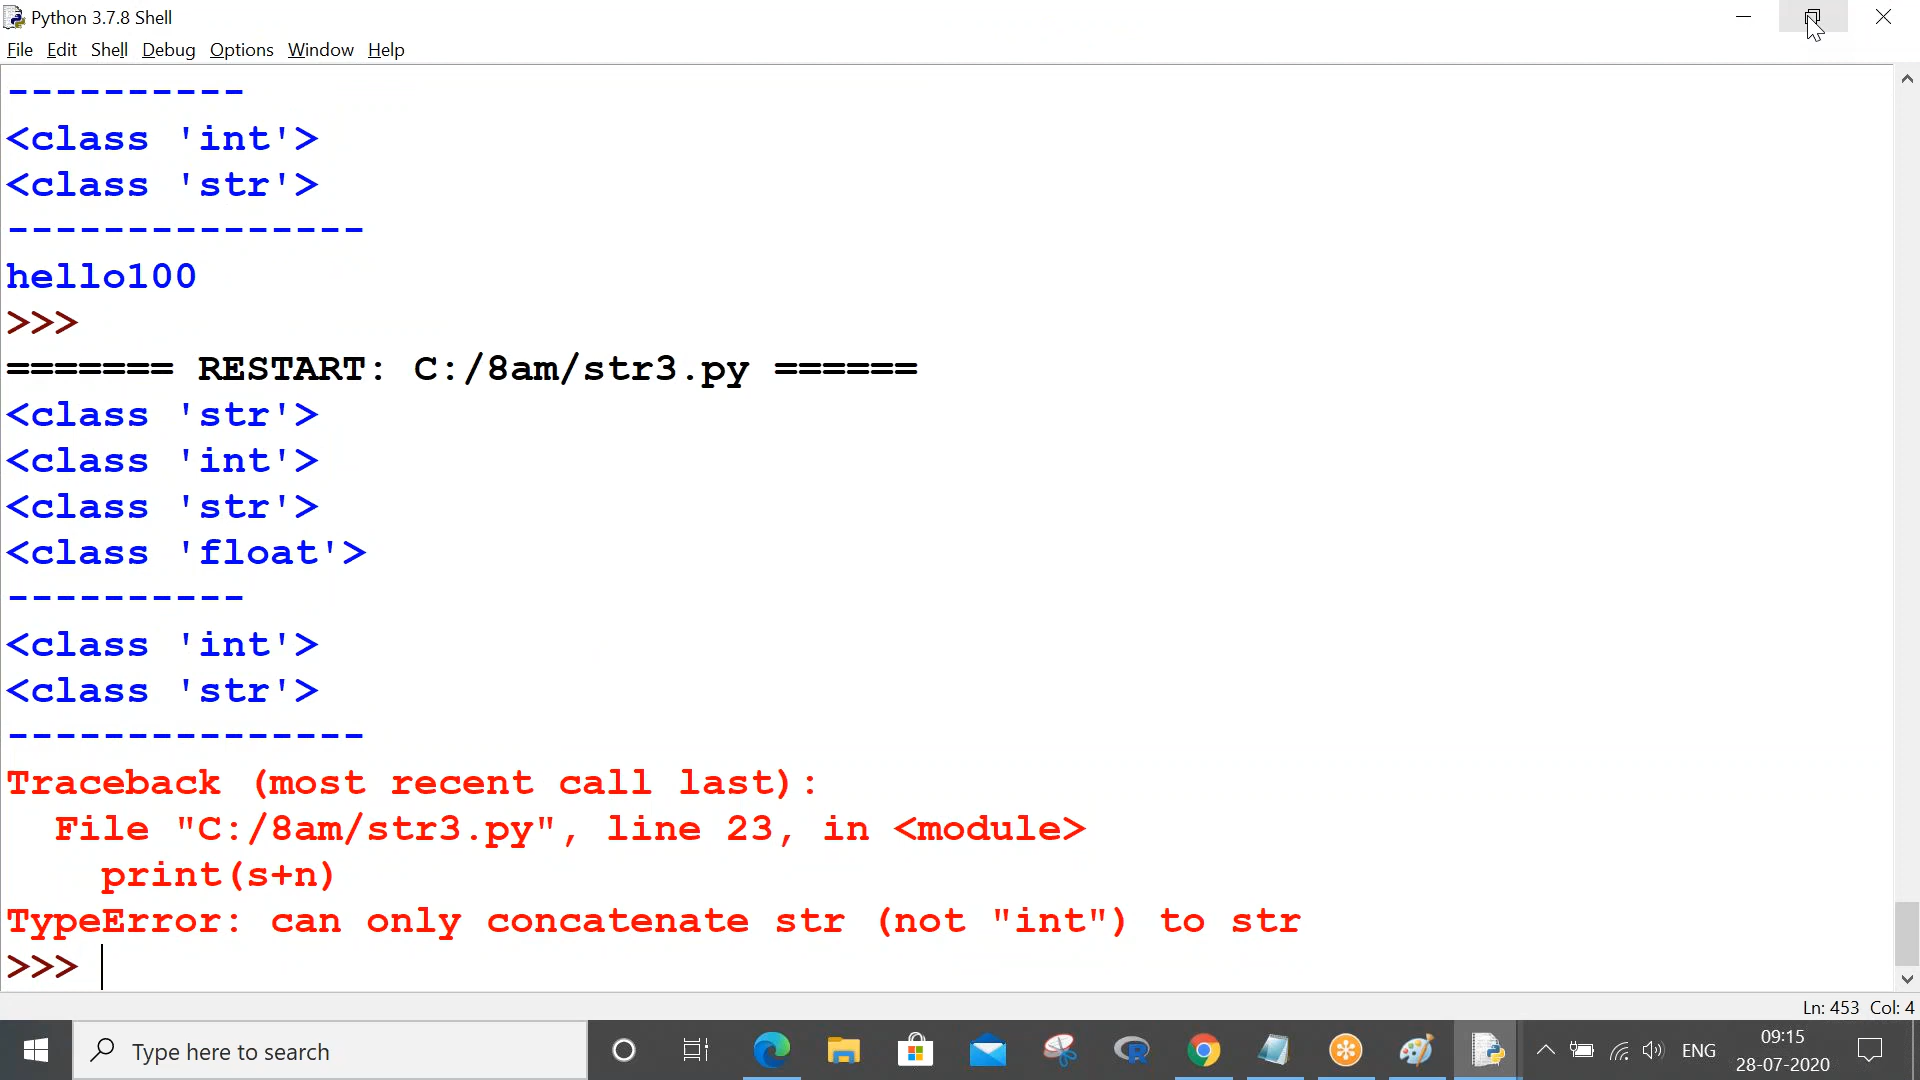 Python 3.7.8 Shell
File Edit Shell Debug Options Window Help
----------
<class 'int'>
<class 'str'>
---------------
hello100
>>>
======= RESTART: C:/8am/str3.py ======
<class 'str'>
<class 'int'>
<class 'str'>
<class 'float'>
----------
<class 'int'>
<class 'str'>
---------------
Traceback (most recent call last):
  File "C:/8am/str3.py", line 23, in <module>
    print(s+n)
TypeError: can only concatenate str (not "int") to str
>>>
Ln: 453 Col: 4
Type here to search
R
ENG
09:15
28-07-2020